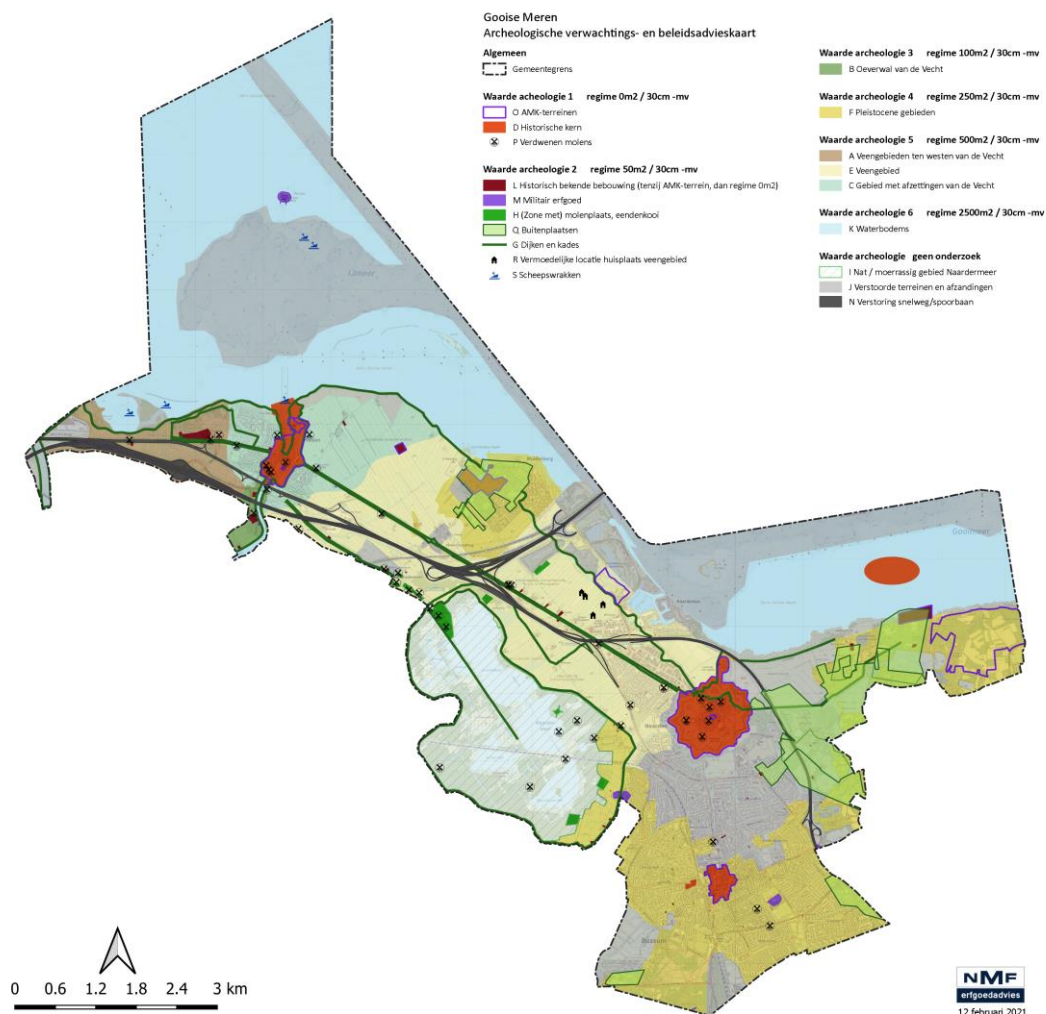 Gooise Meren
Archeologische verwachtings- en beleidsadvieskaart
Algemeen
Gemeentegrens
Waarde acheologie 1 regime 0m2 / 30cm -mv
O AMK-terreinen
D Historische kern
P Verdwenen molens
Waarde archeologie 2 regime 50m2 / 30cm -mv
L Historisch bekende bebouwing (tenzij AMK-terrein, dan regime 0m2)
M Militair erfgoed
H (Zone met) molenplaats, eendenkooi
Q Buitenplaatsen
G Dijken en kades
R Vermoedelijke locatie huisplaats veengebied
S Scheepswrakken
Waarde archeologie 3 regime 100m2 / 30cm -mv
B Oeverwal van de Vecht
Waarde archeologie 4 regime 250m2 / 30cm -mv
F Pleistocene gebieden
Waarde archeologie 5 regime 500m2 / 30cm -mv
A Veengebieden ten westen van de Vecht
E Veengebied
C Gebied met afzettingen van de Vecht
Waarde archeologie 6 regime 2500m2 / 30cm -mv
K Waterbodems
Waarde archeologie geen onderzoek
I Nat / moerrassig gebied Naardermeer
J Verstoorde terreinen en afzandingen
N Verstoring snelweg/spoorbaan
IJmeer
Gooimeer
Naarden
Bussum
0 0.6 1.2 1.8 2.4 3 km
NMF
erfgoedadvies
12 februari 2021